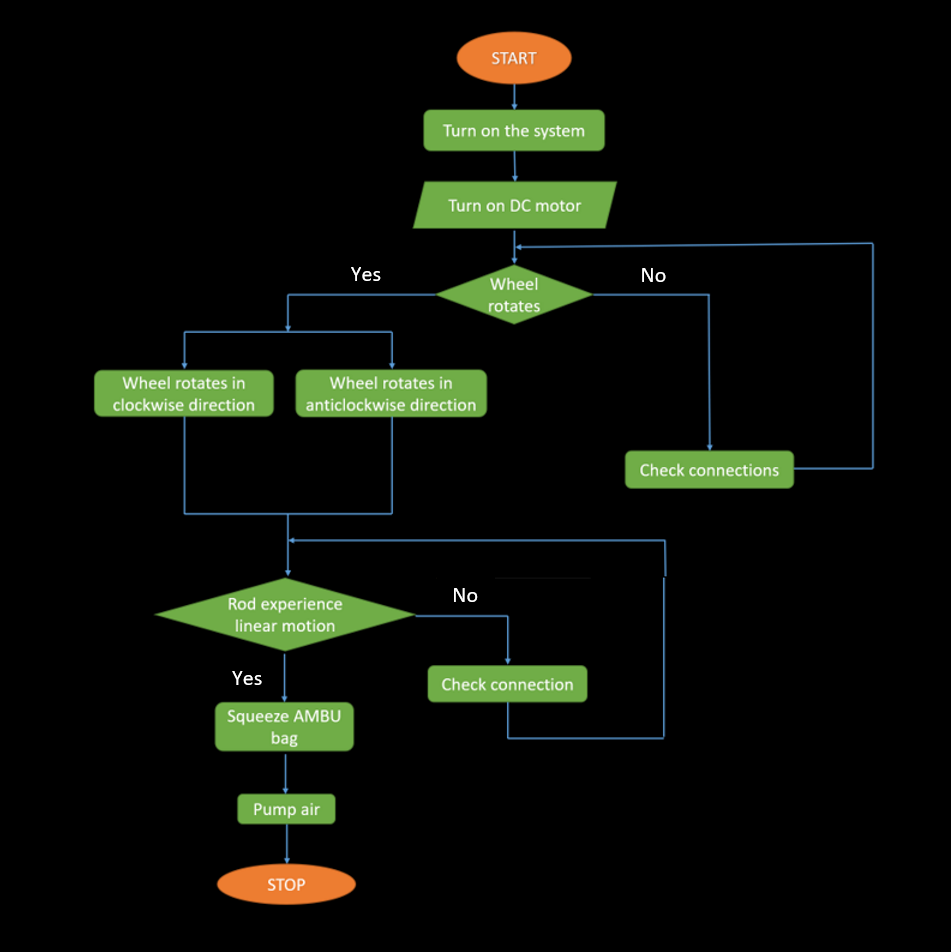 START
Turn on the system
Turn on DC motor
Yes
Wheel
rotates
No
Wheel rotates in
clockwise direction
Wheel rotates in
anticlockwise direction
Check connections
Rod experience
linear motion
No
Yes
Check connection
Squeeze AMBU
bag
Pump air
STOP